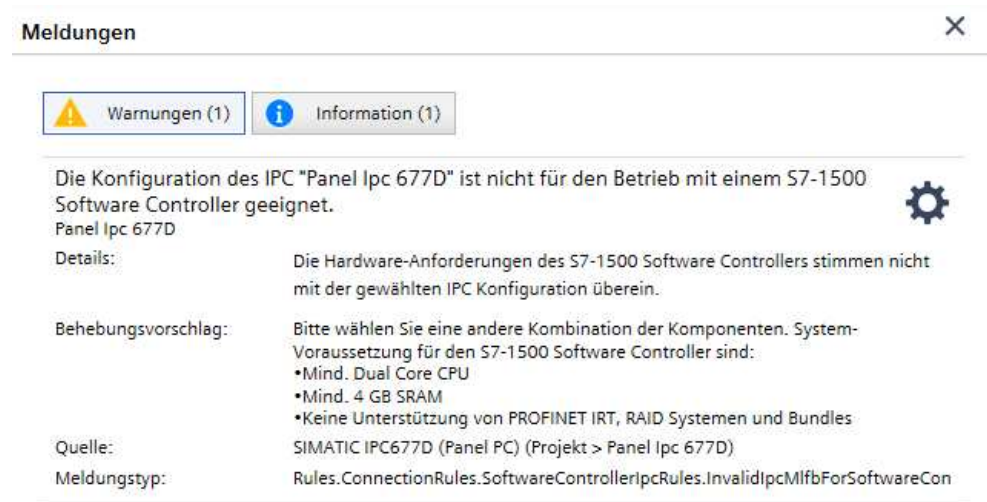 Meldungen
Warnungen (1)
Information (1)
Die Konfiguration des IPC "Panel Ipc 677D" ist nicht für den Betrieb mit einem S7-1500
Software Controller geeignet.
Panel Ipc 677D
Details:
Die Hardware-Anforderungen des S7-1500 Software Controllers stimmen nicht
mit der gewählten IPC Konfiguration überein.
Behebungsvorschlag:
Bitte wählen Sie eine andere Kombination der Komponenten. System-
Voraussetzung für den S7-1500 Software Controller sind:
•Mind. Dual Core CPU
•Mind. 4 GB SRAM
•Keine Unterstützung von PROFINET IRT, RAID Systemen und Bundles
Quelle:
SIMATIC IPC677D (Panel PC) (Projekt > Panel Ipc 677D)
Meldungstyp:
Rules.ConnectionRules.SoftwareControllerIpcRules.InvalidIpcMlfbForSoftwareCon